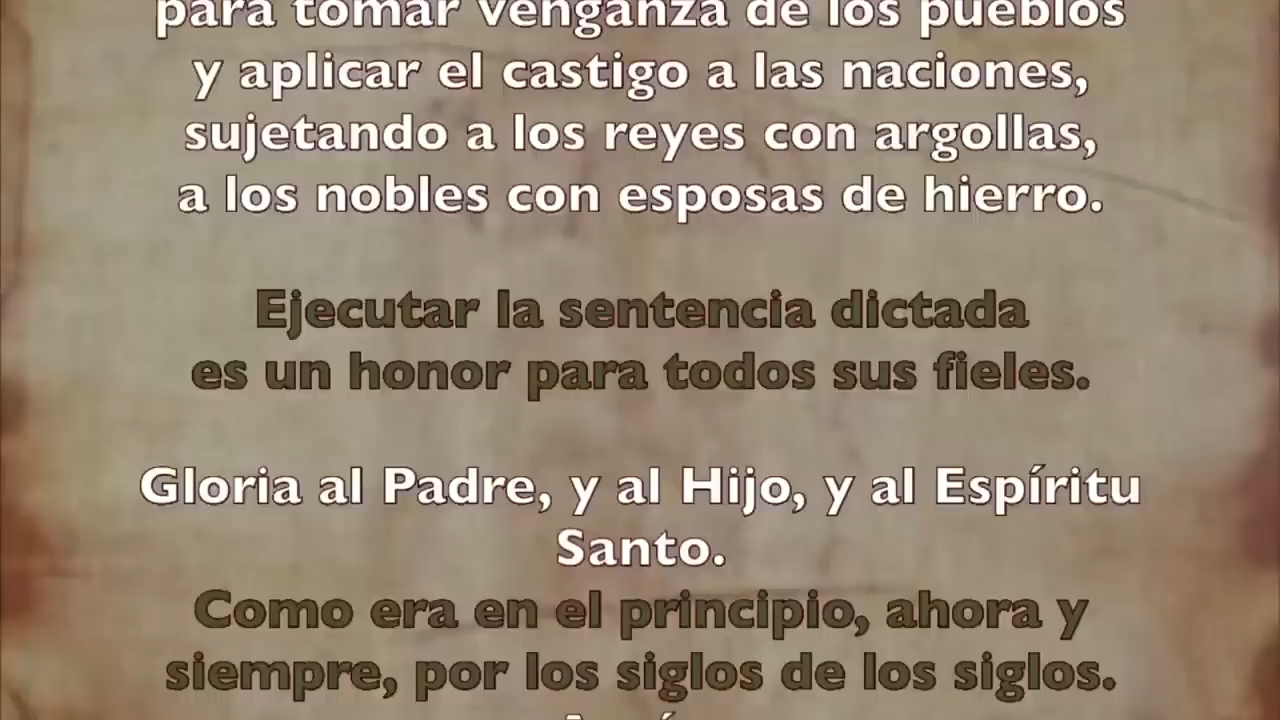 para tomar venganza de los pueblos
y aplicar el castigo a las naciones,
sujetando a los reyes con argollas,
a los nobles con esposas de hierro.
Ejecutar la sentencia dictada
es un honor para todos sus fieles.
Gloria al Padre, y al Hijo, y al Espíritu
Santo.
Como era en el principio, ahora y
siempre, por los siglos de los siglos.